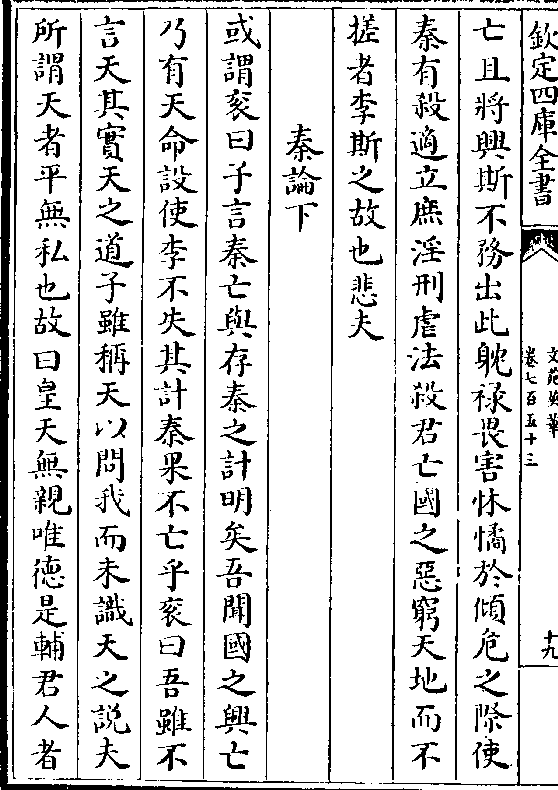 欽定四庫全書
文苑英華
卷七百五十三
十九
亡且將興斯不務出此躭禄畏害怵憰於傾危之際使
秦有殺適立庶淫刑虐法殺君亡國之惡窮天地而不
搓者李斯之故也悲夫
秦論下
或謂袞曰子言秦亡與存秦之計明矣吾聞國之興亡
乃有天命設使李不失其計秦果不亡乎袞曰吾雖不
言天其實天之道子雖稱天以問我而未識天之說夫
所謂天者平無私也故曰皇天無親唯德是輔君人者